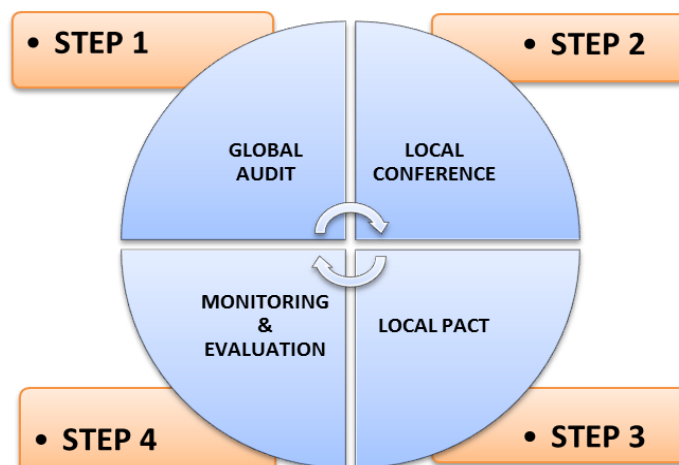 • STEP 1
• STEP 2
GLOBAL
AUDIT
LOCAL
CONFERENCE
MONITORING
&
EVALUATION
LOCAL PACT
• STEP 4
• STEP 3